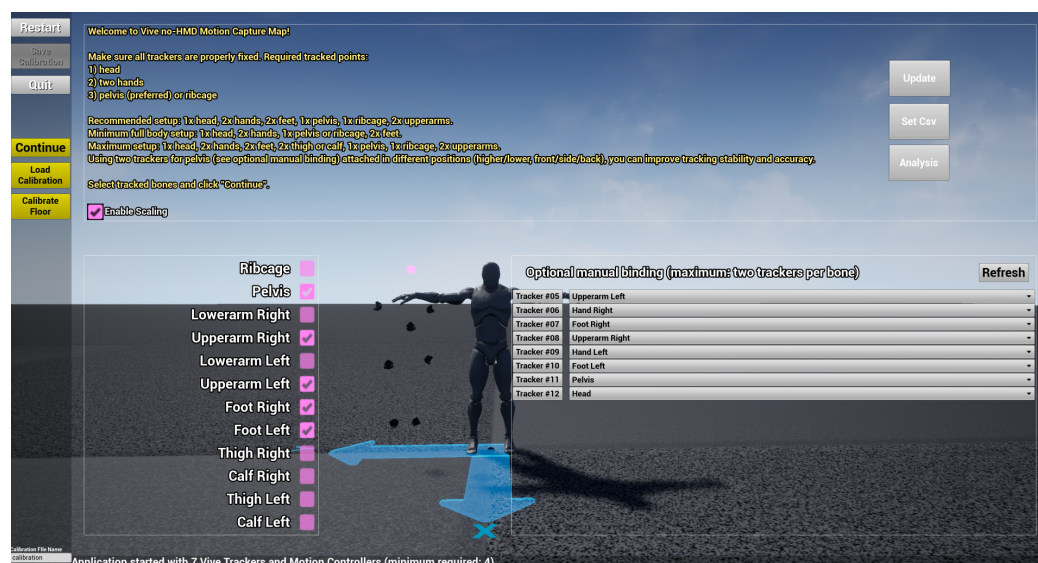 Restart
Save
Calibration
Quit
Continue
Load
Calibration
Calibrate
Floor
Welcome to Vive no-HMD Motion Capture Map!
Make sure all trackers are properly fixed. Required tracked points:
1) head
2) two hands
3) pelvis (preferred) or ribcage
Recommended setup: 1x head, 2x hands, 2x feet, 1x pelvis, 1x ribcage, 2x upperarms.
Minimum full body setup: 1x head, 2x hands, 1x pelvis or ribcage, 2x feet.
Maximum setup: 1x head, 2x hands, 2x feet, 2x thigh or calf, 1x pelvis, 1x ribcage, 2x upperarms.
Using two trackers for pelvis (see optional manual binding) attached in different positions (higher/lower, front/side/back), you can improve tracking stability and accuracy.
Select tracked bones and click "Continue".
Enable Scaling
Update
Set Csv
Analysis
Ribcage
Pelvis
Lowerarm Right
Upperarm Right
Lowerarm Left
Upperarm Left
Foot Right
Foot Left
Thigh Right
Calf Right
Thigh Left
Calf Left
Optional manual binding (maximum: two trackers per bone)
Refresh
Tracker #05 Upperarm Left
Tracker #06 Hand Right
Tracker #07 Foot Right
Tracker #08 Upperarm Right
Tracker #09 Hand Left
Tracker #10 Foot Left
Tracker #11 Pelvis
Tracker #12 Head
Calibration File Name
calibration
Application started with 7 Vive Trackers and Motion Controllers (minimum required: 4)